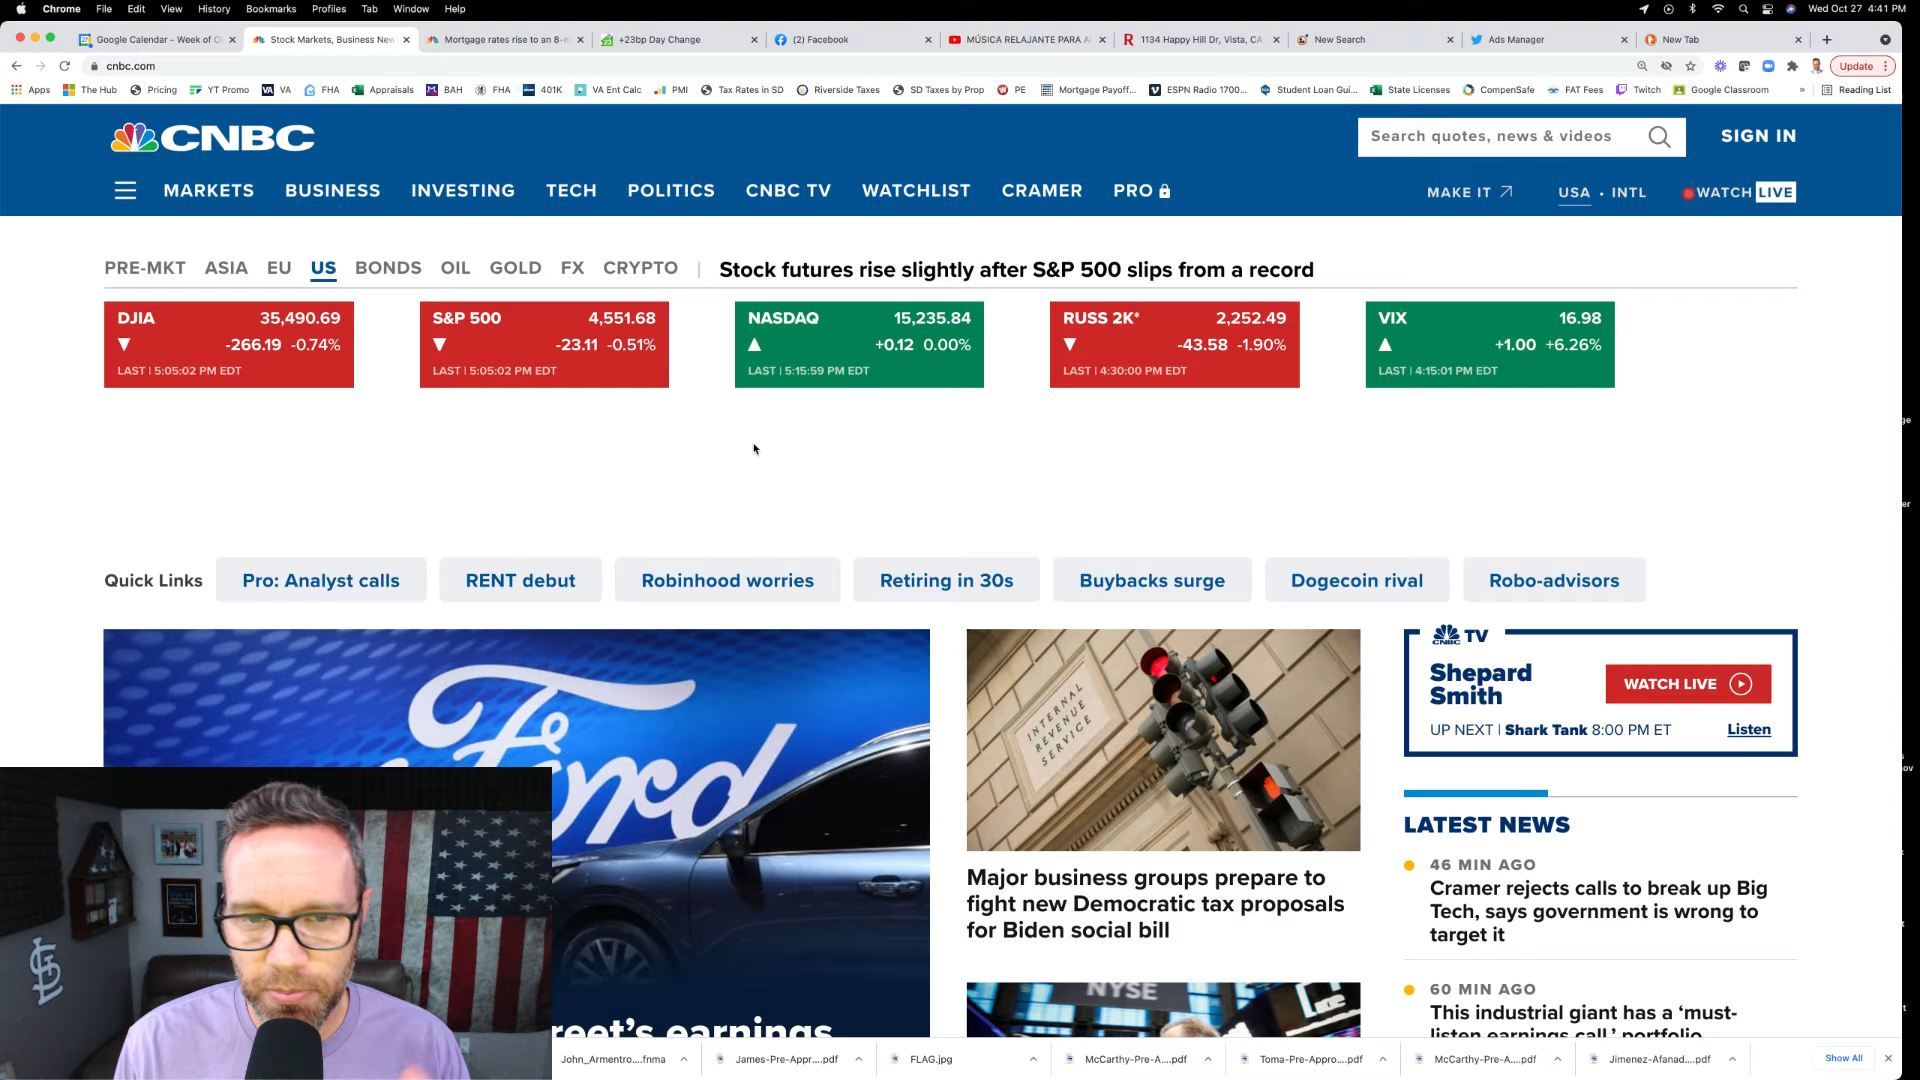 Chrome File Edit View History Bookmarks Profiles Tab Window Help
Wed Oct 27 4:41 PM
Google Calendar - Week of O
Stock Markets, Business New
Mortgage rates rise to an 8-m
+23bp Day Change
(2) Facebook
MÚSICA RELAJANTE PARA A
1134 Happy Hill Dr, Vista, CA
New Search
Ads Manager
New Tab
cnbc.com
Update
Apps The Hub Pricing YT Promo VA FHA Appraisals BAH FHA 401K VA Ent Calc PMI Tax Rates in SD Riverside Taxes SD Taxes by Prop PE Mortgage Payoff... ESPN Radio 1700... Student Loan Gui... State Licenses CompenSafe FAT Fees Twitch Google Classroom » Reading List
CNBC
Search quotes, news & videos
SIGN IN
MARKETS BUSINESS INVESTING TECH POLITICS CNBC TV WATCHLIST CRAMER PRO
MAKE IT USA • INTL WATCH LIVE
PRE-MKT ASIA EU US BONDS OIL GOLD FX CRYPTO
Stock futures rise slightly after S&P 500 slips from a record
DJIA 35,490.69
▼ -266.19 -0.74%
LAST | 5:05:02 PM EDT
S&P 500 4,551.68
▼ -23.11 -0.51%
LAST | 5:05:02 PM EDT
NASDAQ 15,235.84
▲ +0.12 0.00%
LAST | 5:15:59 PM EDT
RUSS 2K* 2,252.49
▼ -43.58 -1.90%
LAST | 4:30:00 PM EDT
VIX 16.98
▲ +1.00 +6.26%
LAST | 4:15:01 PM EDT
Quick Links
Pro: Analyst calls
RENT debut
Robinhood worries
Retiring in 30s
Buybacks surge
Dogecoin rival
Robo-advisors
Ford
reet's earnings
INTERNAL
REVENUE
SERVICE
Major business groups prepare to
fight new Democratic tax proposals
for Biden social bill
NYSE
CNBC TV
Shepard
Smith
WATCH LIVE
UP NEXT | Shark Tank 8:00 PM ET
Listen
LATEST NEWS
46 MIN AGO
Cramer rejects calls to break up Big
Tech, says government is wrong to
target it
60 MIN AGO
This industrial giant has a ‘must-
listen earnings call,’ portfolio
John_Armentro....fnma
James-Pre-Appr....pdf
FLAG.jpg
McCarthy-Pre-A....pdf
Toma-Pre-Appro....pdf
McCarthy-Pre-A....pdf
Jimenez-Afanad....pdf
Show All